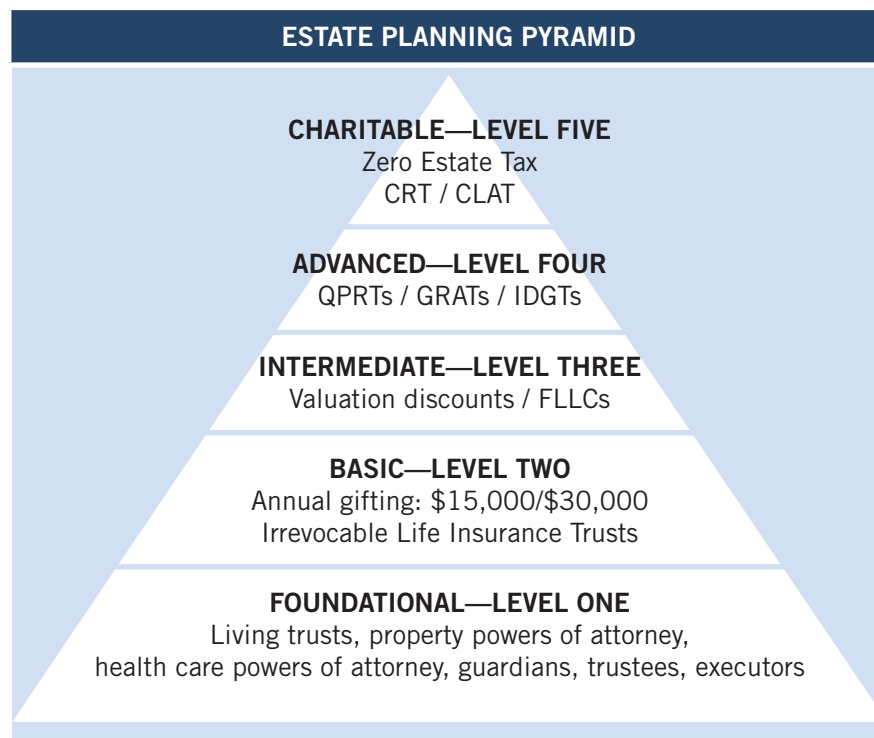 ESTATE PLANNING PYRAMID
CHARITABLE—LEVEL FIVE
Zero Estate Tax
CRT / CLAT
ADVANCED—LEVEL FOUR
QPRTs / GRATs / IDGTs
INTERMEDIATE—LEVEL THREE
Valuation discounts / FLLCs
BASIC—LEVEL TWO
Annual gifting: $15,000/$30,000
Irrevocable Life Insurance Trusts
FOUNDATIONAL—LEVEL ONE
Living trusts, property powers of attorney,
health care powers of attorney, guardians, trustees, executors